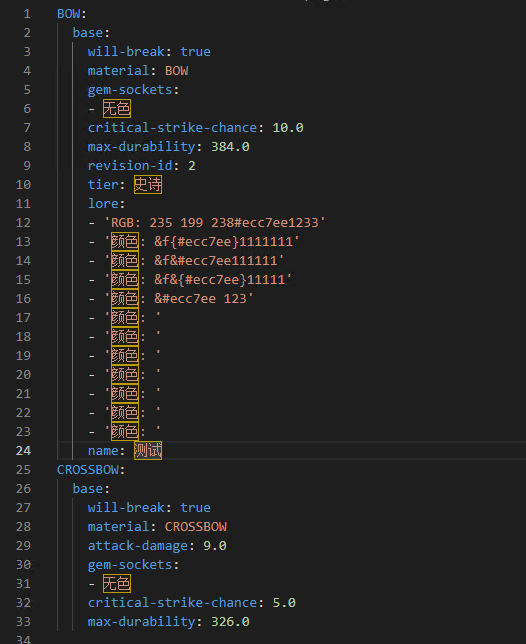 1 BOW:
2 base:
3 will-break: true
4 material: BOW
5 gem-sockets:
6 - 无色
7 critical-strike-chance: 10.0
8 max-durability: 384.0
9 revision-id: 2
10 tier: 史诗
11 lore:
12 - 'RGB: 235 199 238#ecc7ee1233'
13 - '颜色: &f{#ecc7ee}1111111'
14 - '颜色: &f&#ecc7ee111111'
15 - '颜色: &f&{#ecc7ee}11111'
16 - '颜色: &#ecc7ee 123'
17 - '颜色: '
18 - '颜色: '
19 - '颜色: '
20 - '颜色: '
21 - '颜色: '
22 - '颜色: '
23 - '颜色: '
24 name: 测试
25 CROSSBOW:
26 base:
27 will-break: true
28 material: CROSSBOW
29 attack-damage: 9.0
30 gem-sockets:
31 - 无色
32 critical-strike-chance: 5.0
33 max-durability: 326.0
34